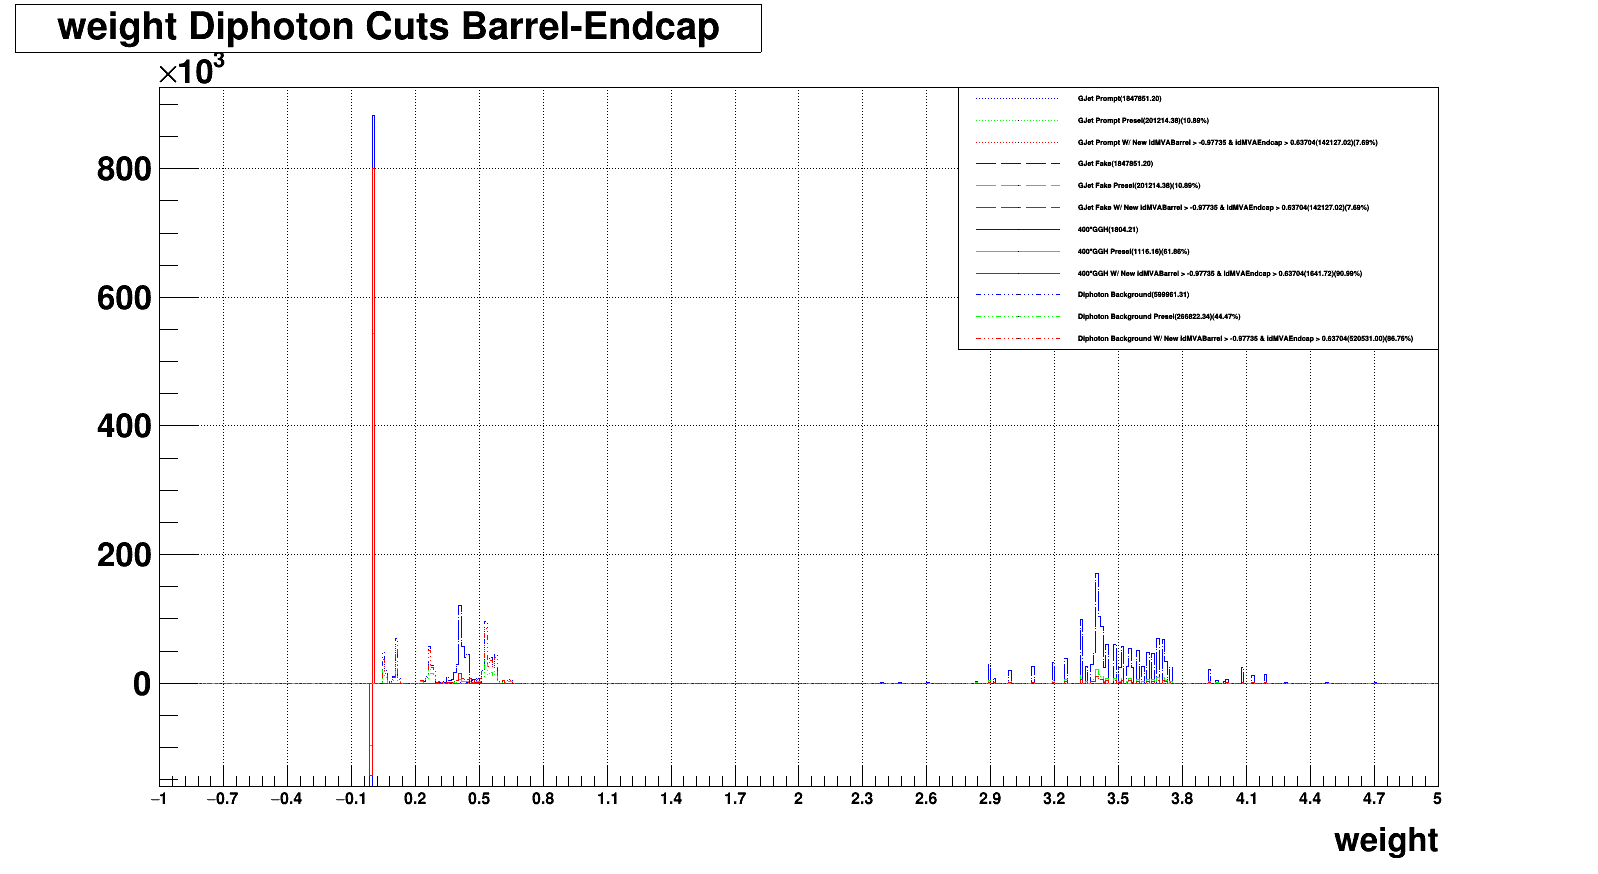 weight Diphoton Cuts Barrel-Endcap
×10³
GJet Prompt(1847851.20)
GJet Prompt Presel(201214.38)(10.89%)
GJet Prompt W/ New IdMVABarrel > -0.97735 & IdMVAEndcap > 0.63704(142127.02)(7.69%)
GJet Fake(1847851.20)
GJet Fake Presel(201214.38)(10.89%)
GJet Fake W/ New IdMVABarrel > -0.97735 & IdMVAEndcap > 0.63704(142127.02)(7.69%)
400*GGH(1804.21)
400*GGH Presel(1116.16)(61.86%)
400*GGH W/ New IdMVABarrel > -0.97735 & IdMVAEndcap > 0.63704(1641.72)(90.99%)
Diphoton Background(599961.31)
Diphoton Background Presel(266822.34)(44.47%)
Diphoton Background W/ New IdMVABarrel > -0.97735 & IdMVAEndcap > 0.63704(520531.00)(86.76%)
800
600
400
200
0
−1 −0.7 −0.4 −0.1 0.2 0.5 0.8 1.1 1.4 1.7 2 2.3 2.6 2.9 3.2 3.5 3.8 4.1 4.4 4.7 5
weight